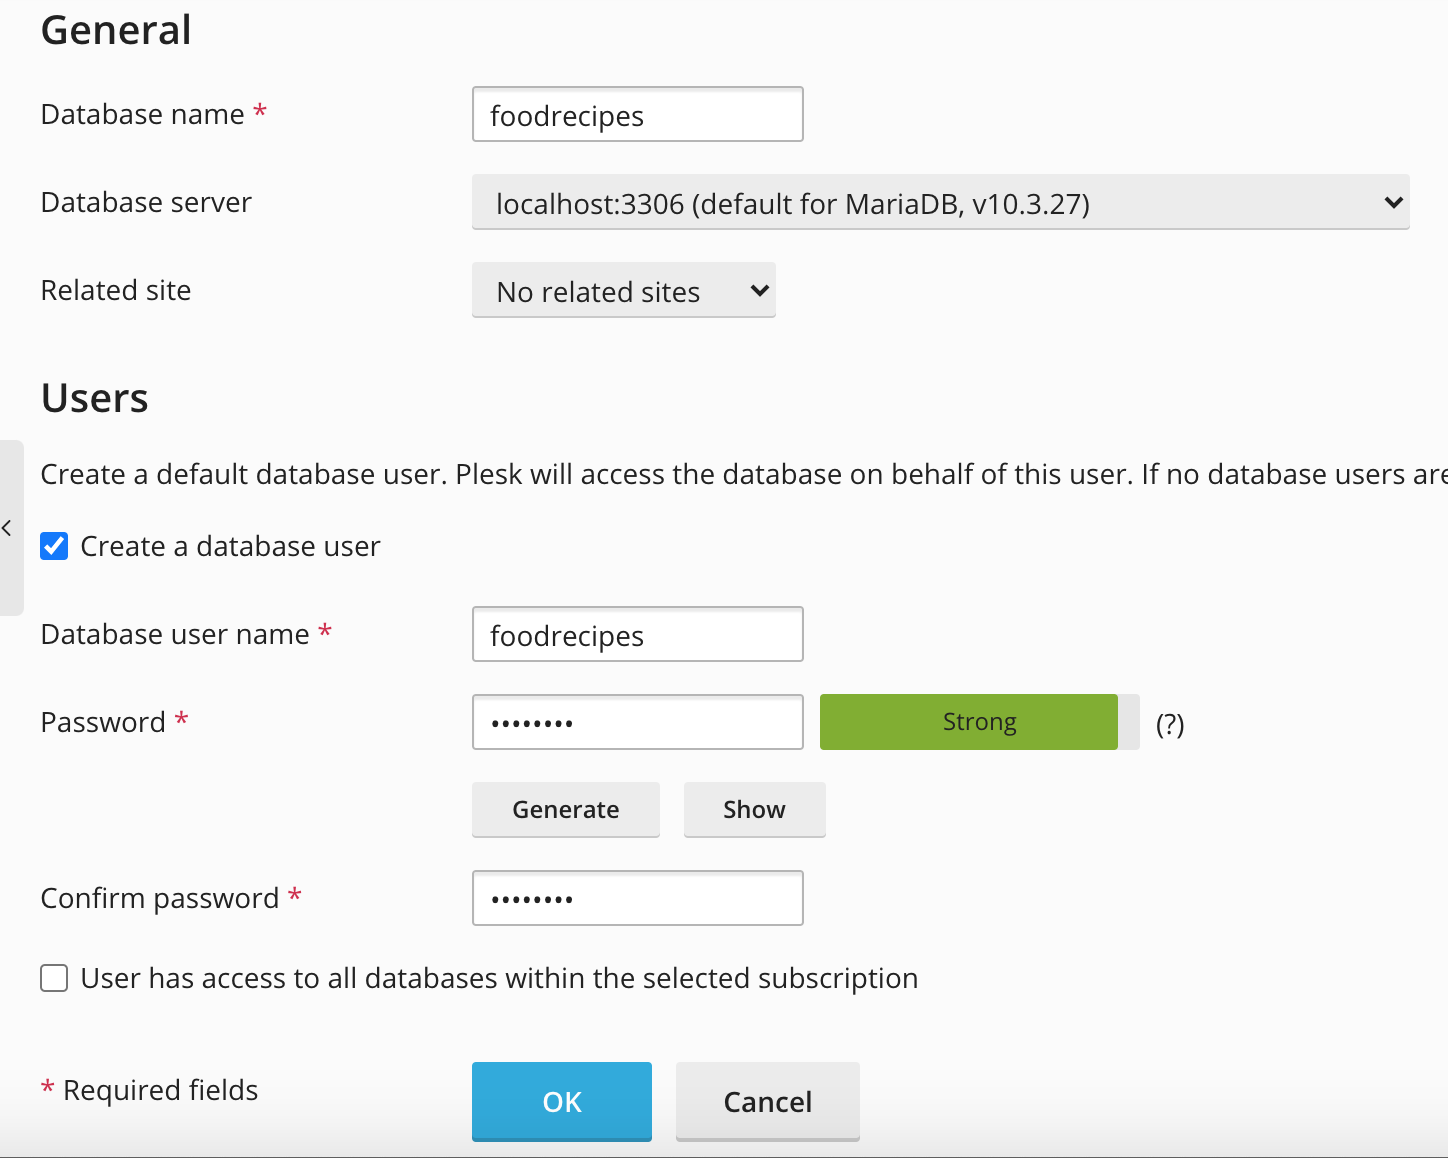 General
Database name *
foodrecipes
Database server
localhost:3306 (default for MariaDB, v10.3.27)
Related site
No related sites
Users
Create a default database user. Plesk will access the database on behalf of this user. If no database users are
Create a database user
Database user name *
foodrecipes
Password *
••••••••
Strong
(?)
Generate
Show
Confirm password *
••••••••
User has access to all databases within the selected subscription
* Required fields
OK
Cancel